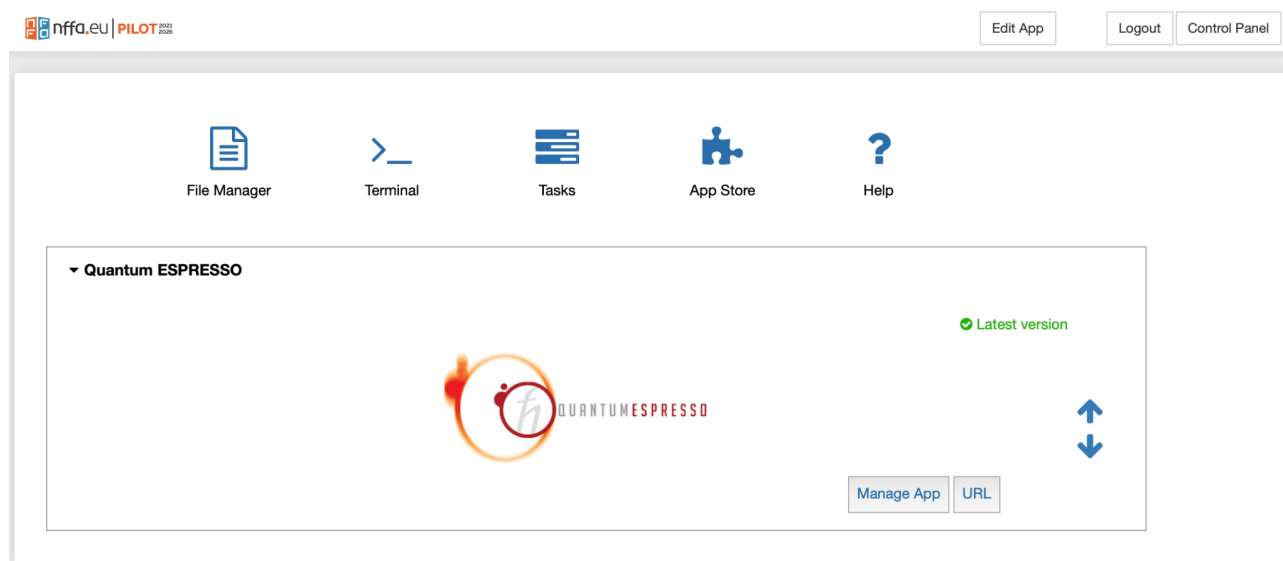 nffa.eu PILOT 2021 2026
Edit App Logout Control Panel
File Manager Terminal Tasks App Store Help
Quantum ESPRESSO
Latest version
ħ QUANTUMESPRESSO
Manage App URL